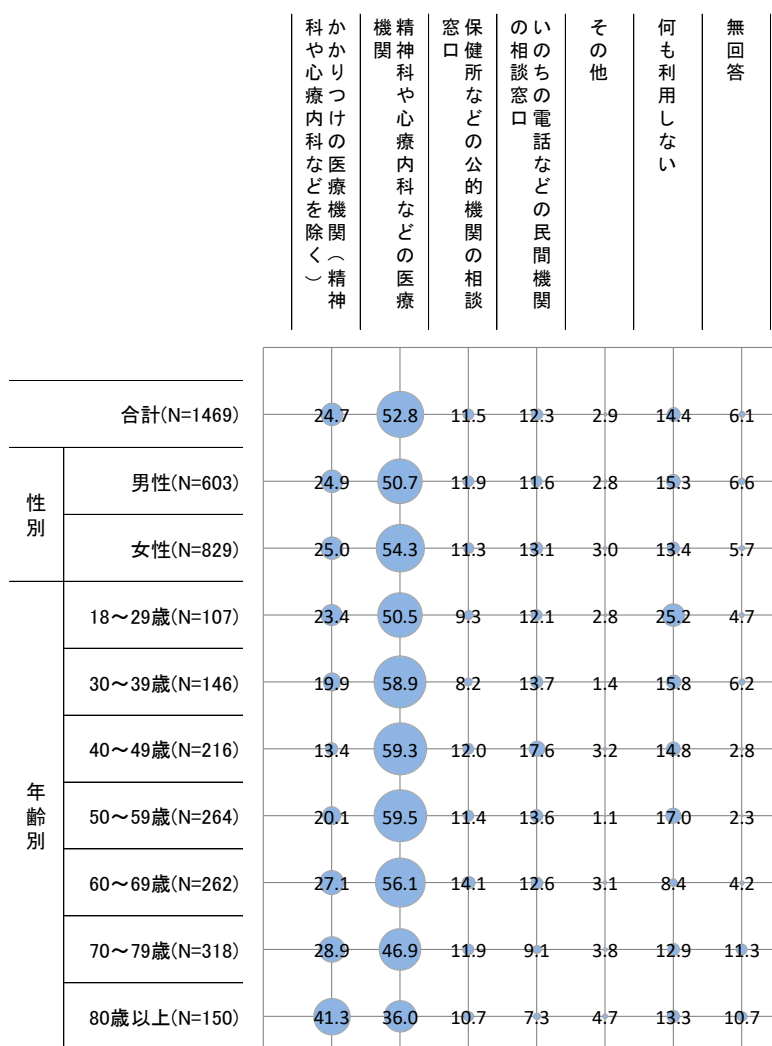 かかりつけの医療機関（精神
科や心療内科などを除く）
精神科や心療内科などの医療
機関
保健所などの公的機関の相談
窓口
いのちの電話などの民間機関
の相談窓口
その他
何も利用しない
無回答
合計(N=1469) 24.7 52.8 11.5 12.3 2.9 14.4 6.1
性別
男性(N=603) 24.9 50.7 11.9 11.6 2.8 15.3 6.6
女性(N=829) 25.0 54.3 11.3 13.1 3.0 13.4 5.7
年齢別
18～29歳(N=107) 23.4 50.5 9.3 12.1 2.8 25.2 4.7
30～39歳(N=146) 19.9 58.9 8.2 13.7 1.4 15.8 6.2
40～49歳(N=216) 13.4 59.3 12.0 17.6 3.2 14.8 2.8
50～59歳(N=264) 20.1 59.5 11.4 13.6 1.1 17.0 2.3
60～69歳(N=262) 27.1 56.1 14.1 12.6 3.1 8.4 4.2
70～79歳(N=318) 28.9 46.9 11.9 9.1 3.8 12.9 11.3
80歳以上(N=150) 41.3 36.0 10.7 7.3 4.7 13.3 10.7